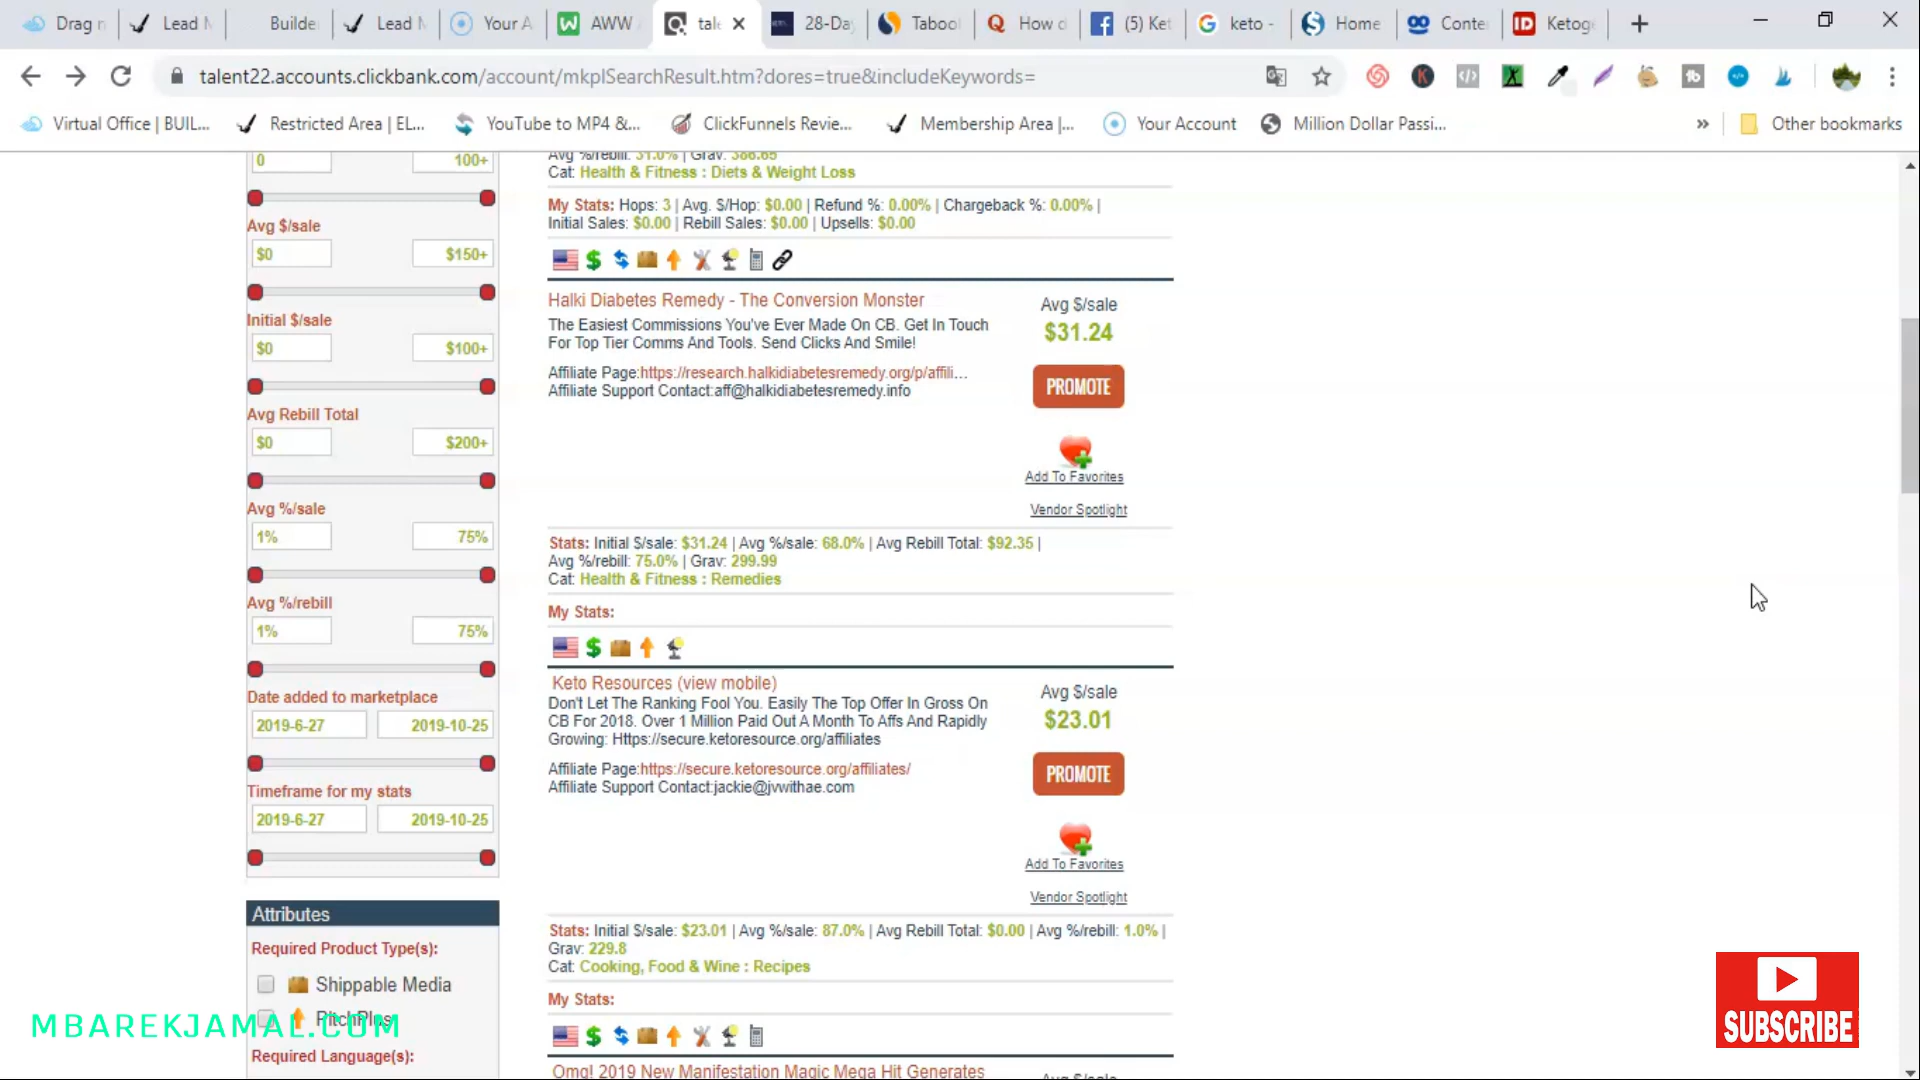 Drag n
Lead M
Builder
Lead M
Your A
AWW
tale
28-Day
Tabool
How d
(5) Ket
keto -
Home
Conte
Ketog
talent22.accounts.clickbank.com/account/mkplSearchResult.htm?dores=true&includeKeywords=
Virtual Office | BUIL...
Restricted Area | EL...
YouTube to MP4 &...
ClickFunnels Revie...
Membership Area |...
Your Account
Million Dollar Passi...
»
Other bookmarks
0 100+
Avg $/sale
$0 $150+
Initial $/sale
$0 $100+
Avg Rebill Total
$0 $200+
Avg %/sale
1% 75%
Avg %/rebill
1% 75%
Date added to marketplace
2019-6-27 2019-10-25
Timeframe for my stats
2019-6-27 2019-10-25
Attributes
Required Product Type(s):
Shippable Media
PitchPlus
Required Language(s):
Avg %/rebill: 31.0% | Grav: 386.65
Cat: Health & Fitness : Diets & Weight Loss
My Stats: Hops: 3 | Avg. $/Hop: $0.00 | Refund %: 0.00% | Chargeback %: 0.00% |
Initial Sales: $0.00 | Rebill Sales: $0.00 | Upsells: $0.00
Halki Diabetes Remedy - The Conversion Monster
The Easiest Commissions You've Ever Made On CB. Get In Touch
For Top Tier Comms And Tools. Send Clicks And Smile!
Affiliate Page:https://research.halkidiabetesremedy.org/p/affili...
Affiliate Support Contact:aff@halkidiabetesremedy.info
Avg $/sale
$31.24
PROMOTE
Add To Favorites
Vendor Spotlight
Stats: Initial $/sale: $31.24 | Avg %/sale: 68.0% | Avg Rebill Total: $92.35 |
Avg %/rebill: 75.0% | Grav: 299.99
Cat: Health & Fitness : Remedies
My Stats:
Keto Resources (view mobile)
Don't Let The Ranking Fool You. Easily The Top Offer In Gross On
CB For 2018. Over 1 Million Paid Out A Month To Affs And Rapidly
Growing: Https://secure.ketoresource.org/affiliates
Affiliate Page:https://secure.ketoresource.org/affiliates/
Affiliate Support Contact:jackie@jvwithae.com
Avg $/sale
$23.01
PROMOTE
Add To Favorites
Vendor Spotlight
Stats: Initial $/sale: $23.01 | Avg %/sale: 87.0% | Avg Rebill Total: $0.00 | Avg %/rebill: 1.0% |
Grav: 229.8
Cat: Cooking, Food & Wine : Recipes
My Stats:
Omg! 2019 New Manifestation Magic Mega Hit Generates
Avg $/sale
MBAREKJAMAL.COM
SUBSCRIBE